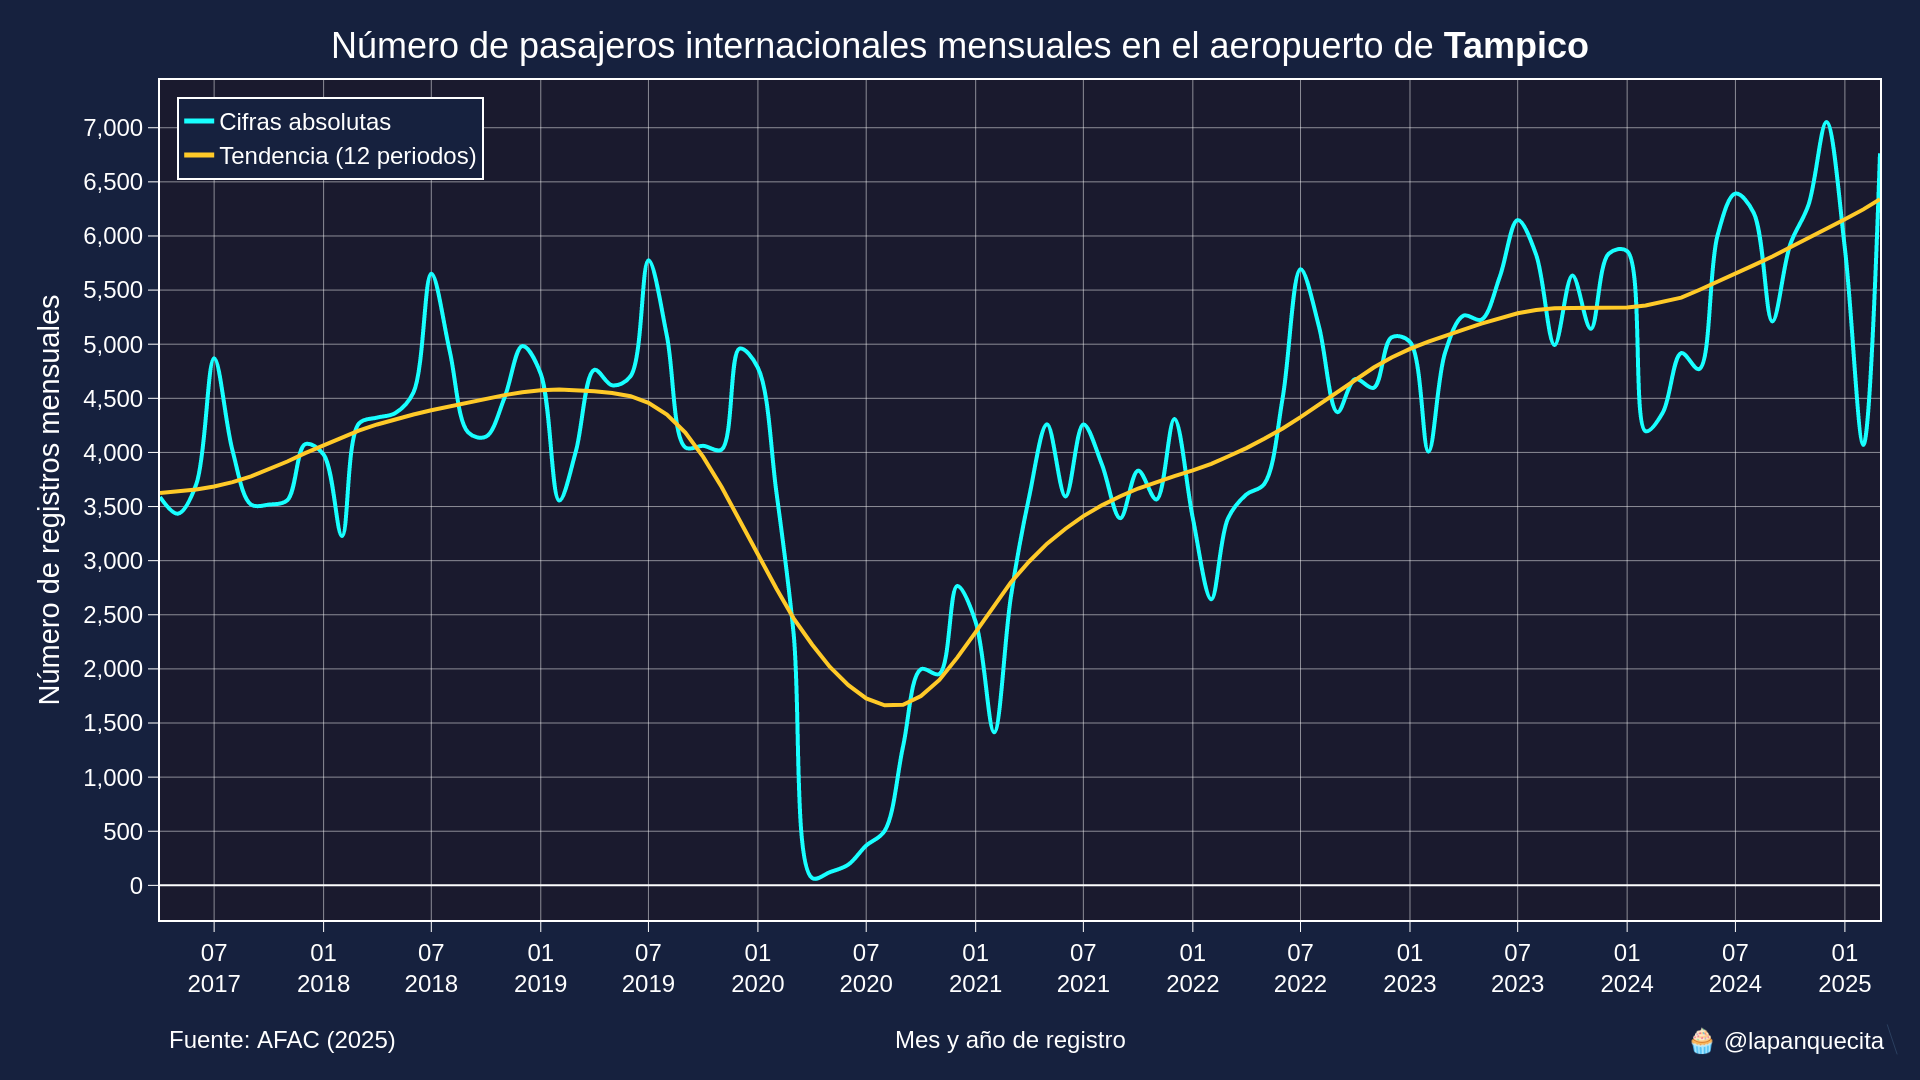 Número de pasajeros internacionales mensuales en el aeropuerto de Tampico
Cifras absolutas
Tendencia (12 periodos)
Número de registros mensuales
7,000
6,500
6,000
5,500
5,000
4,500
4,000
3,500
3,000
2,500
2,000
1,500
1,000
500
0
07 01 07 01 07 01 07 01 07 01 07 01 07 01 07 01
2017 2018 2018 2019 2019 2020 2020 2021 2021 2022 2022 2023 2023 2024 2024 2025
Fuente: AFAC (2025)
Mes y año de registro
🧁 @lapanquecita